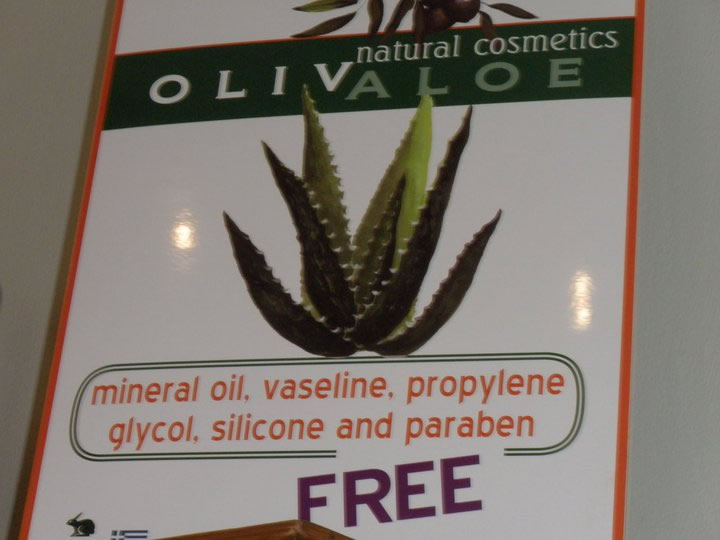 natural cosmetics
OLIVALOE
mineral oil, vaseline, propylene
glycol, silicone and paraben
FREE